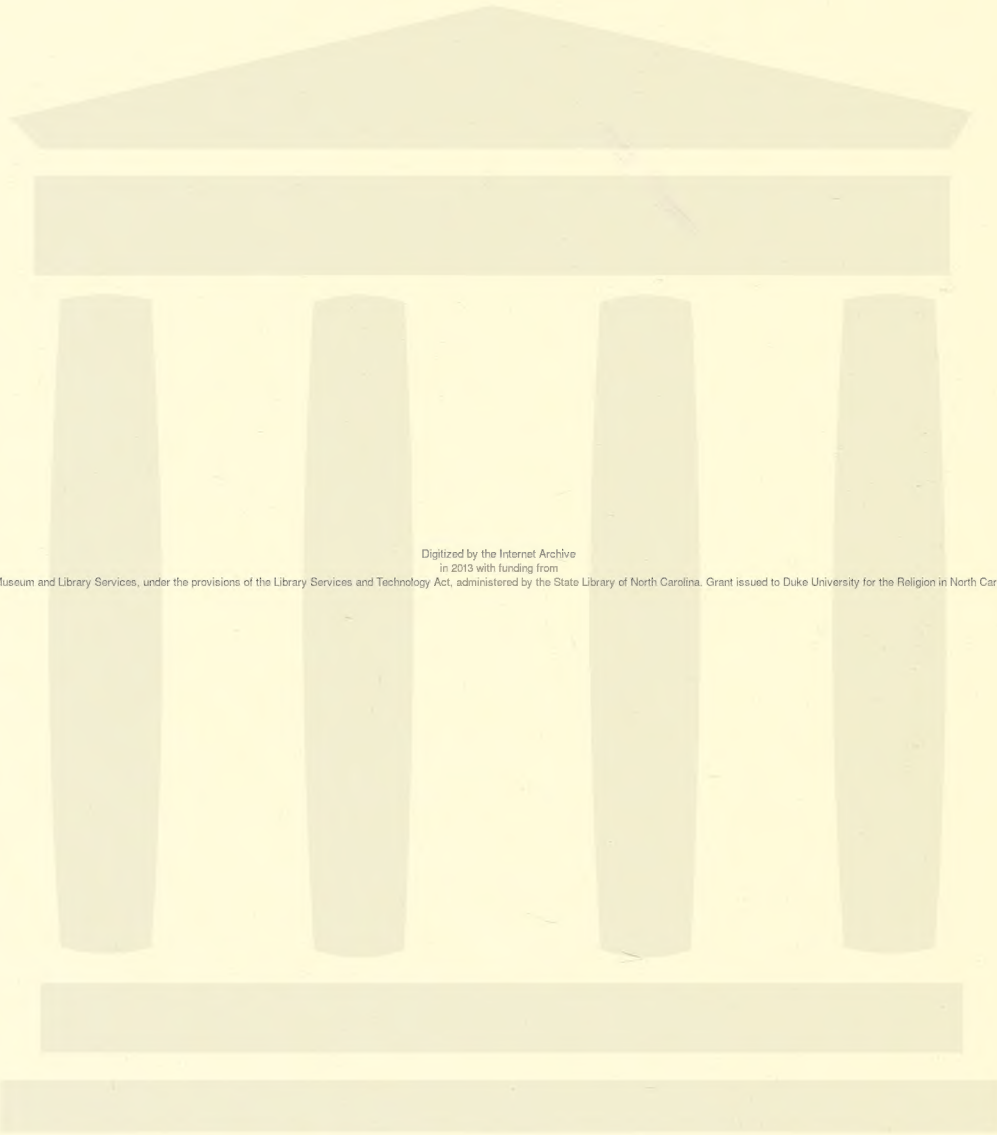 Digitized by the Internet Archive
in 2013 with funding from
Museum and Library Services, under the provisions of the Library Services and Technology Act, administered by the State Library of North Carolina. Grant issued to Duke University for the Religion in North Car